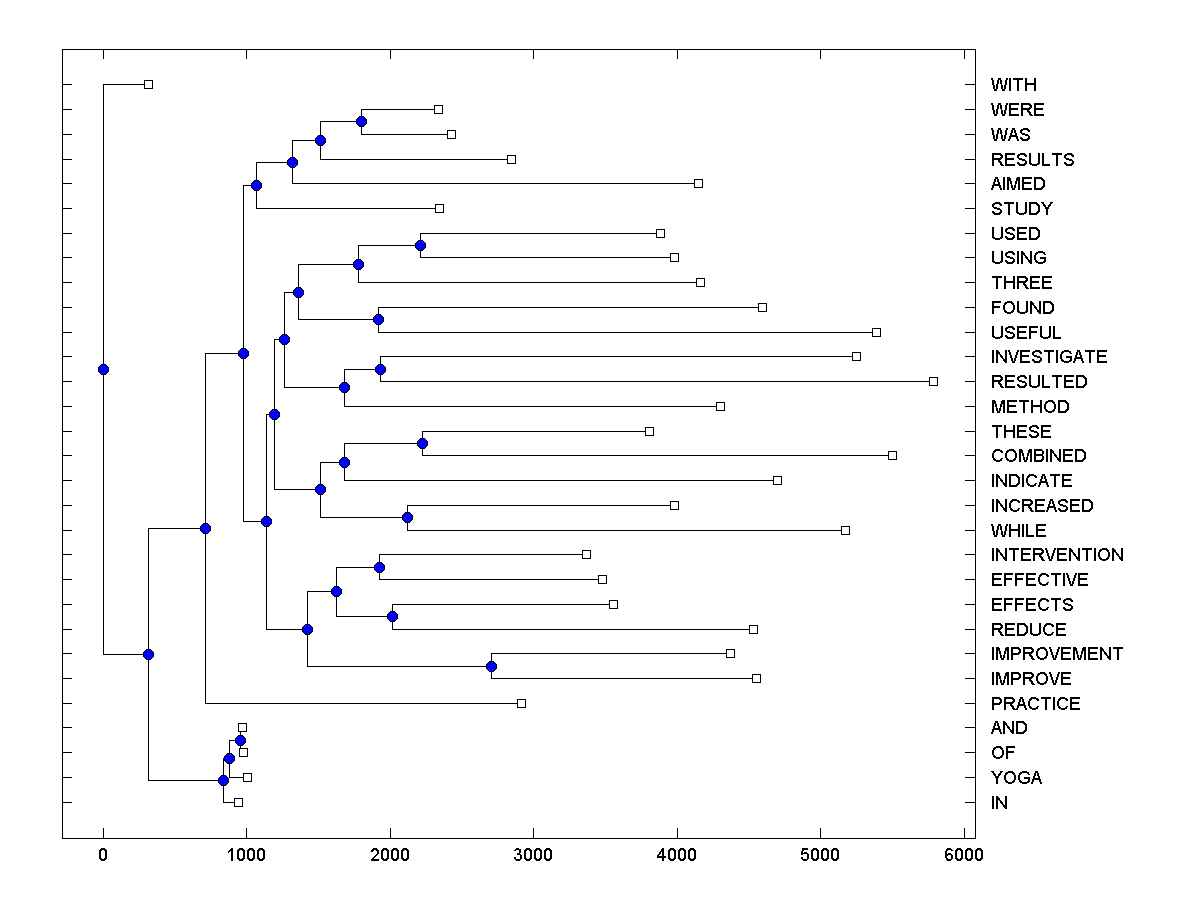 WITH
WERE
WAS
RESULTS
AIMED
STUDY
USED
USING
THREE
FOUND
USEFUL
INVESTIGATE
RESULTED
METHOD
THESE
COMBINED
INDICATE
INCREASED
WHILE
INTERVENTION
EFFECTIVE
EFFECTS
REDUCE
IMPROVEMENT
IMPROVE
PRACTICE
AND
OF
YOGA
IN
0 1000 2000 3000 4000 5000 6000